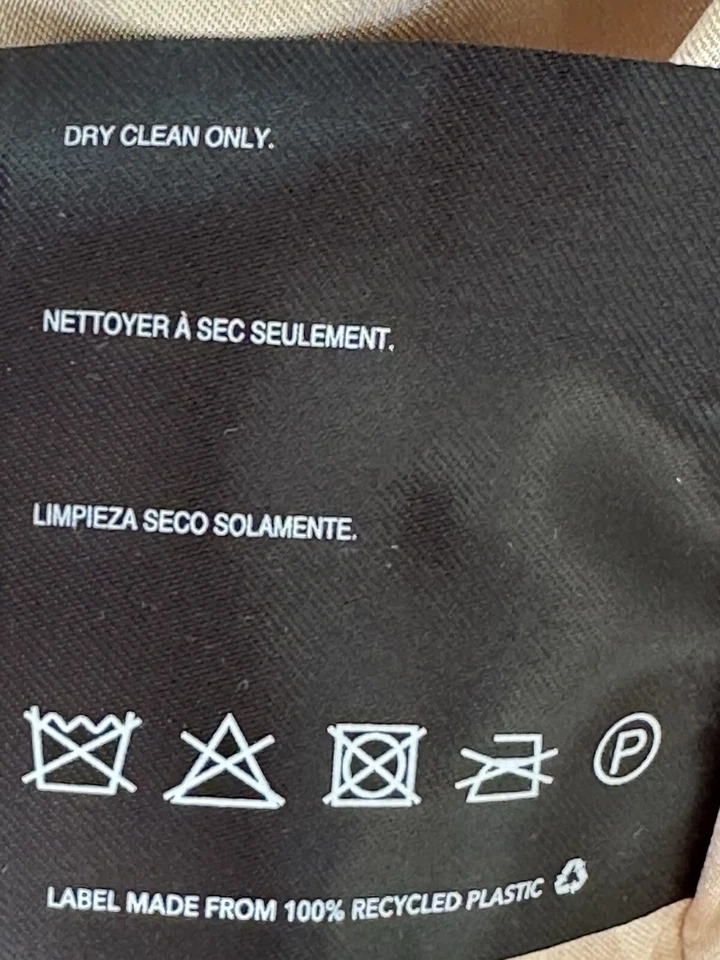 DRY CLEAN ONLY.
NETTOYER À SEC SEULEMENT.
LIMPIEZA SECO SOLAMENTE.
P
LABEL MADE FROM 100% RECYCLED PLASTIC